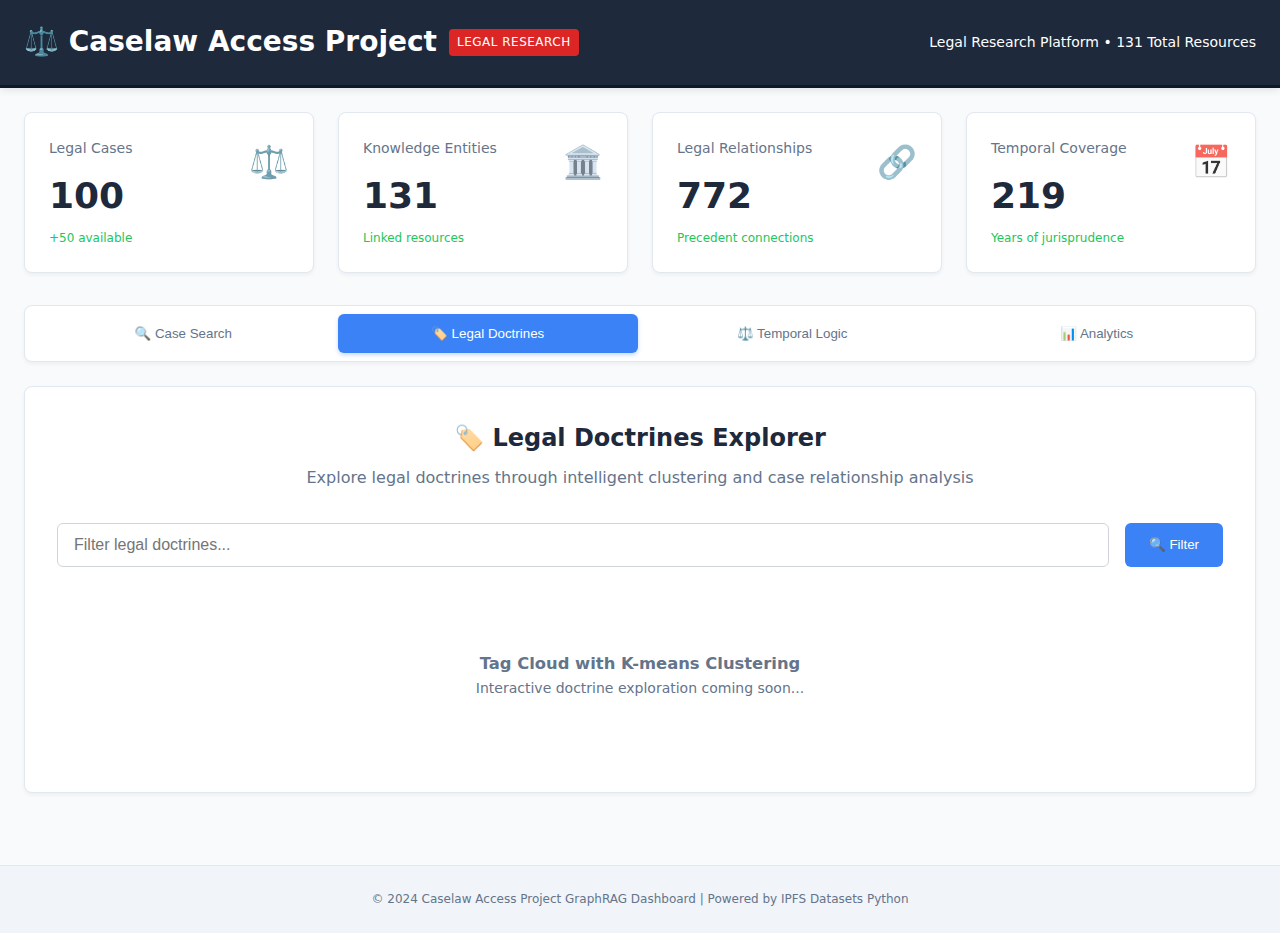 ⚖️ Caselaw Access Project LEGAL RESEARCH
Legal Research Platform • 131 Total Resources
Legal Cases
100
+50 available
Knowledge Entities
131
Linked resources
Legal Relationships
772
Precedent connections
Temporal Coverage
219
Years of jurisprudence
July
17
🔍 Case Search
🏷️ Legal Doctrines
⚖️ Temporal Logic
📊 Analytics
🏷️ Legal Doctrines Explorer
Explore legal doctrines through intelligent clustering and case relationship analysis
Filter legal doctrines...
🔍 Filter
Tag Cloud with K-means Clustering
Interactive doctrine exploration coming soon...
© 2024 Caselaw Access Project GraphRAG Dashboard | Powered by IPFS Datasets Python